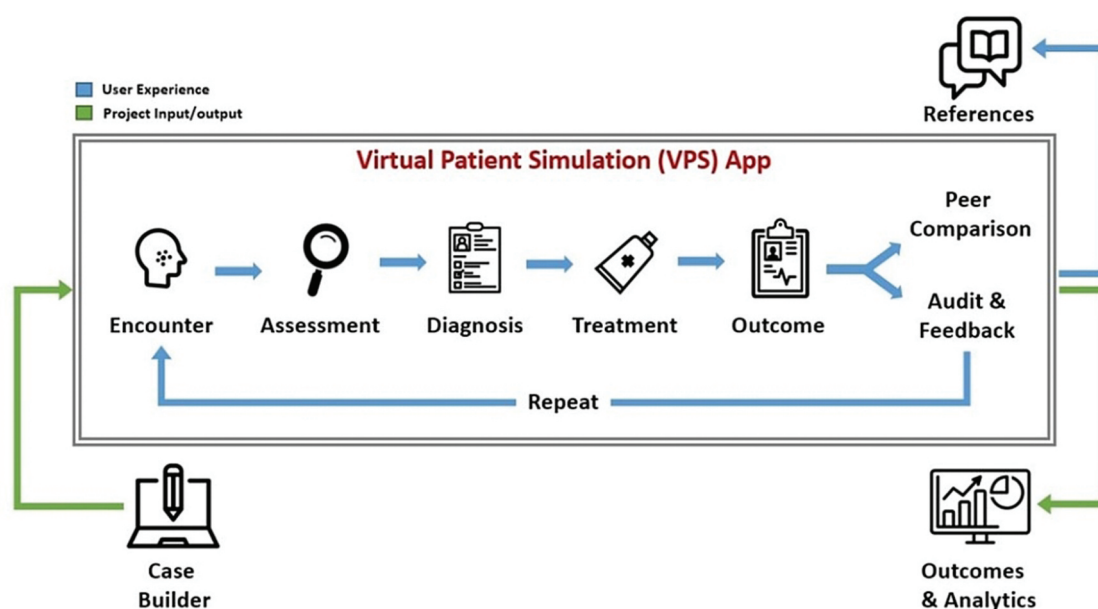 References
User Experience
Project Input/output
Virtual Patient Simulation (VPS) App
Peer
Comparison
Encounter
Assessment
Diagnosis
Treatment
Outcome
Audit &
Feedback
Repeat
Case
Builder
Outcomes
& Analytics